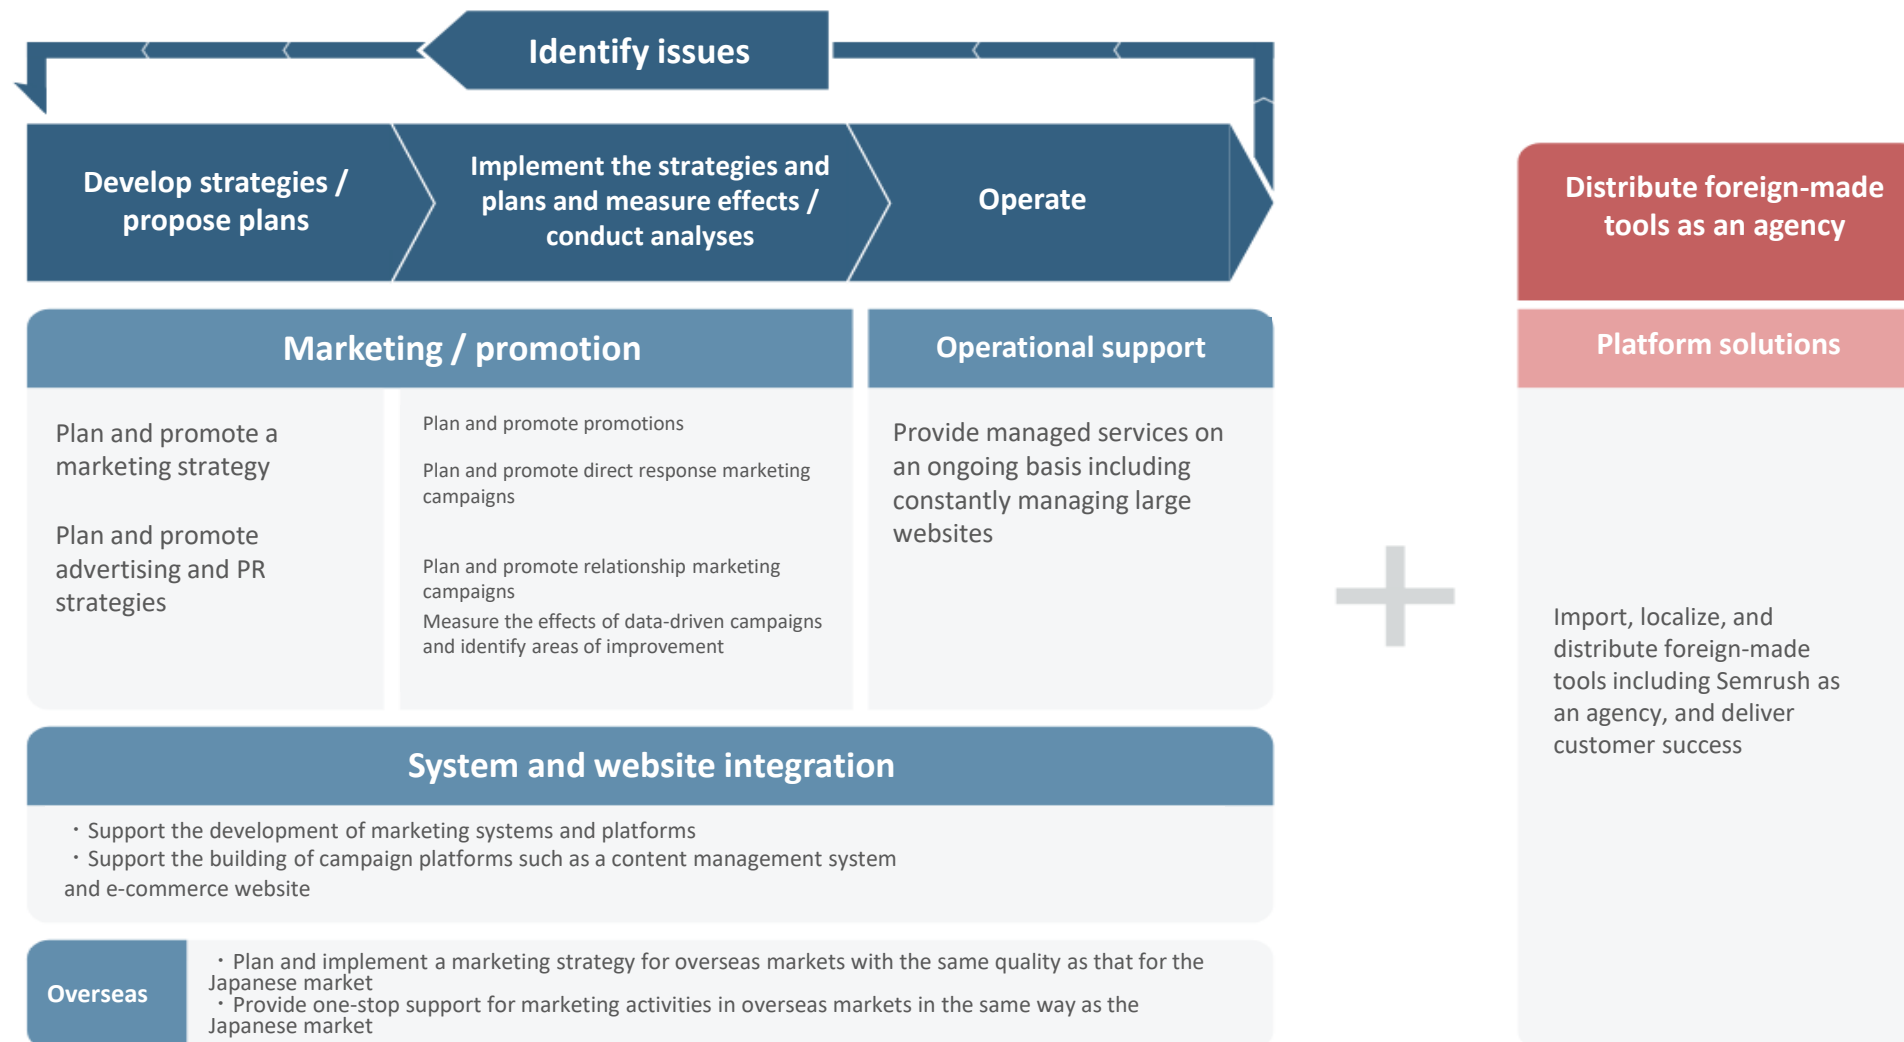 Identify issues
Develop strategies /
propose plans
Implement the strategies and
plans and measure effects /
conduct analyses
Operate
Distribute foreign-made
tools as an agency
Marketing / promotion
Operational support
Platform solutions
Plan and promote a
marketing strategy
Plan and promote
advertising and PR
strategies
Plan and promote promotions
Plan and promote direct response marketing
campaigns
Plan and promote relationship marketing
campaigns
Measure the effects of data-driven campaigns
and identify areas of improvement
Provide managed services on
an ongoing basis including
constantly managing large
websites
Import, localize, and
distribute foreign-made
tools including Semrush as
an agency, and deliver
customer success
System and website integration
・Support the development of marketing systems and platforms
・Support the building of campaign platforms such as a content management system
and e-commerce website
Overseas
・Plan and implement a marketing strategy for overseas markets with the same quality as that for the
Japanese market
・Provide one-stop support for marketing activities in overseas markets in the same way as the
Japanese market